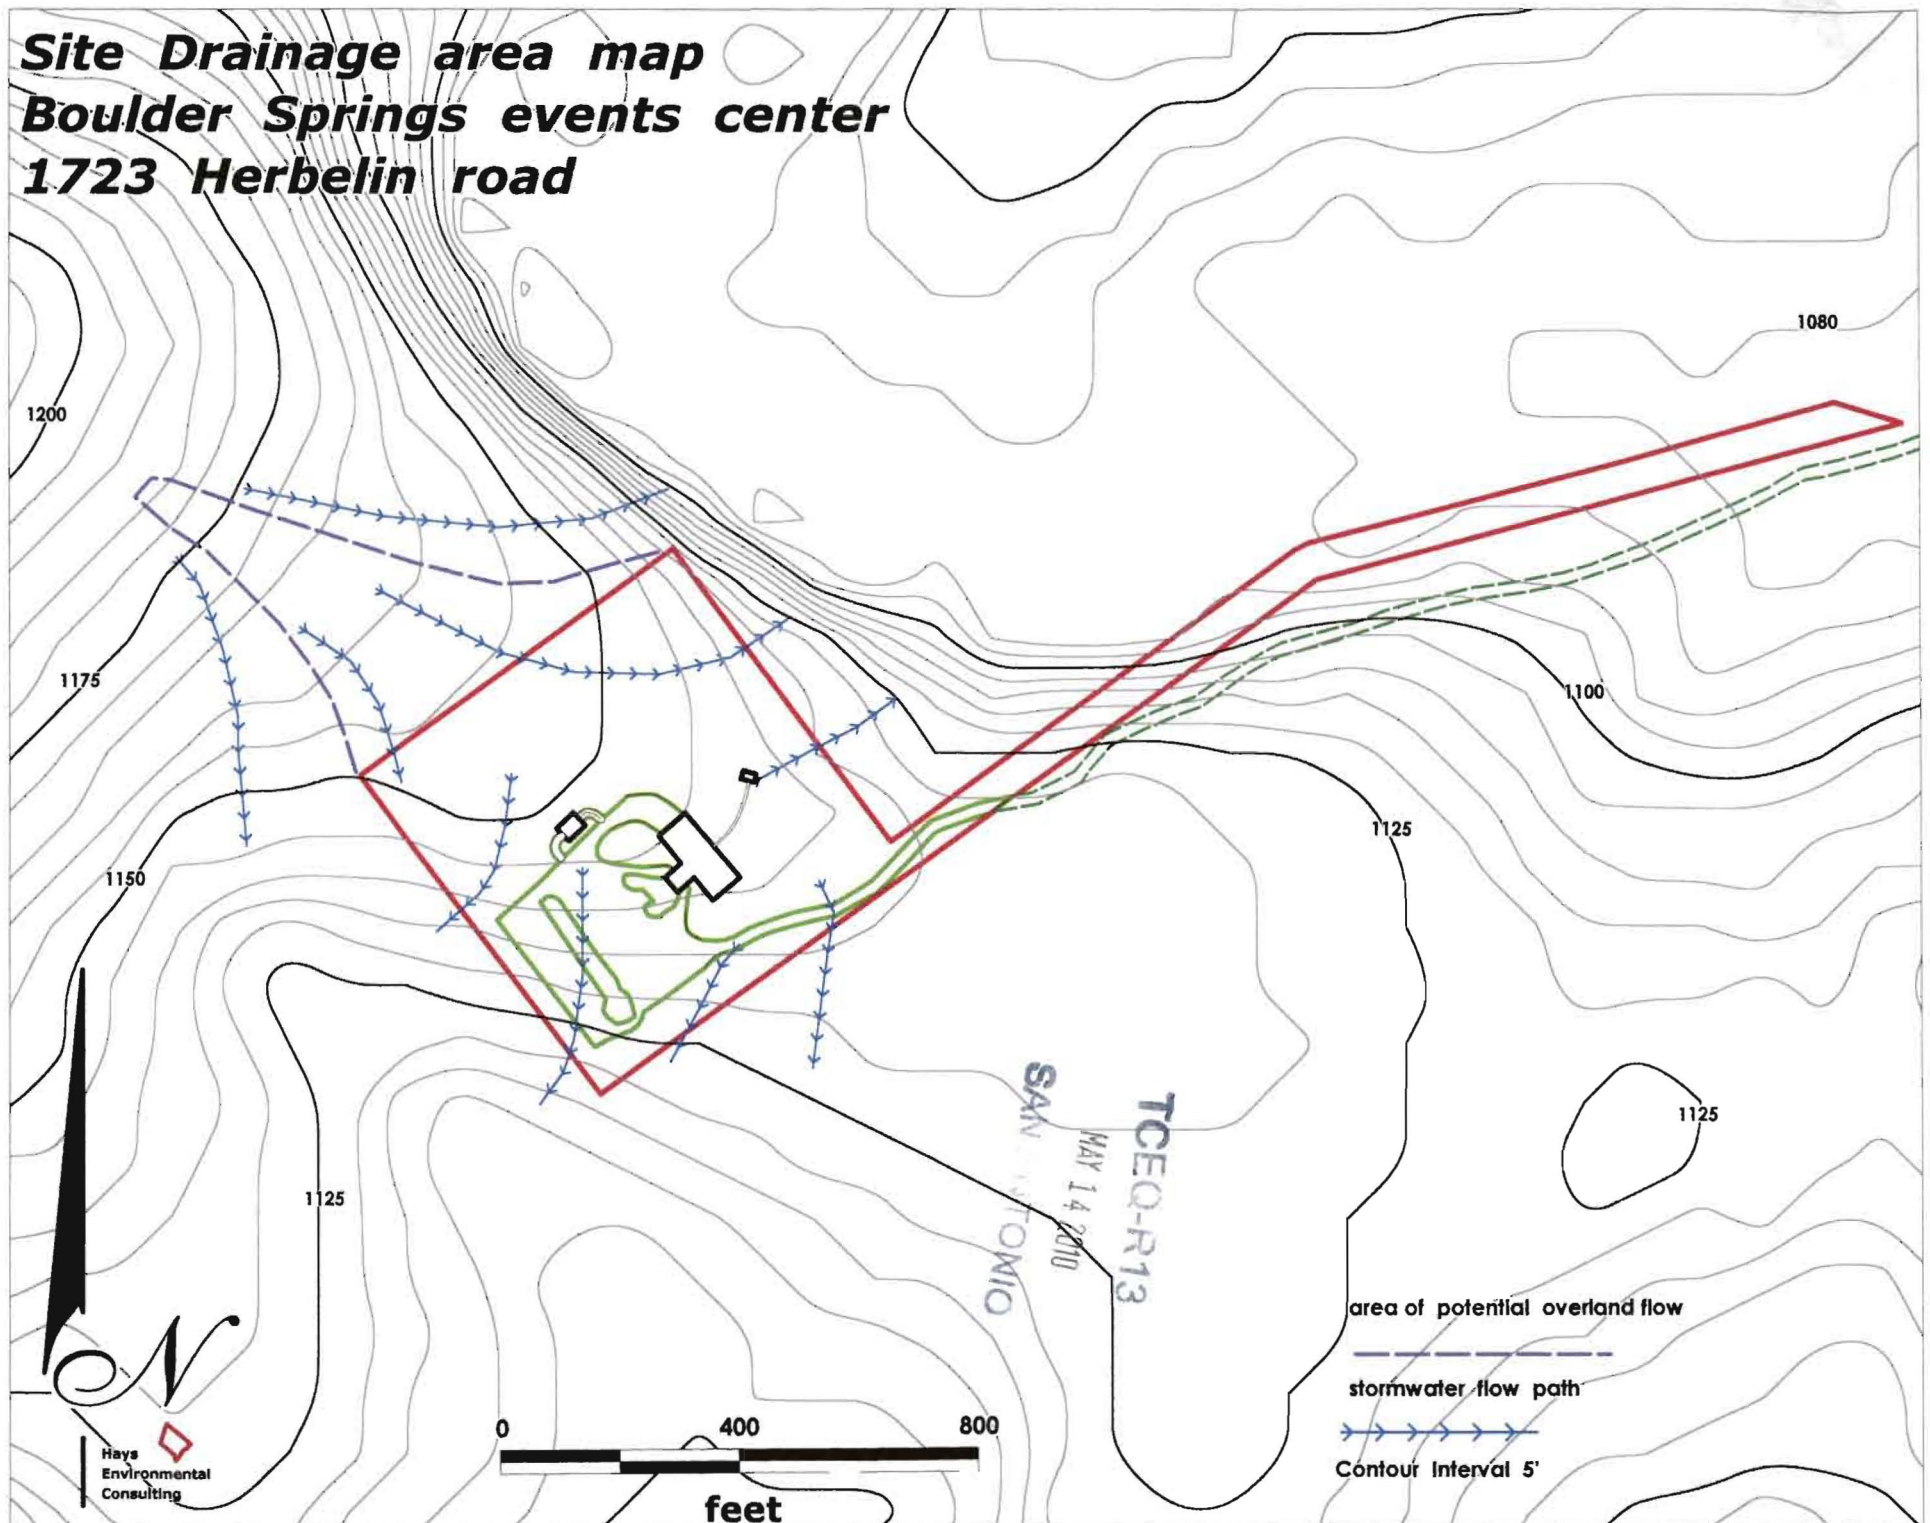 Site Drainage area map
Boulder Springs events center
1723 Herbelin road
1080
1200
1175
1100
1125
1150
1125
1125
SAN
MAY 14 2010
TCEQ-R13
N
area of potential overland flow
stormwater flow path
Contour Interval 5'
0 400 800
feet
Hays
Environmental
Consulting